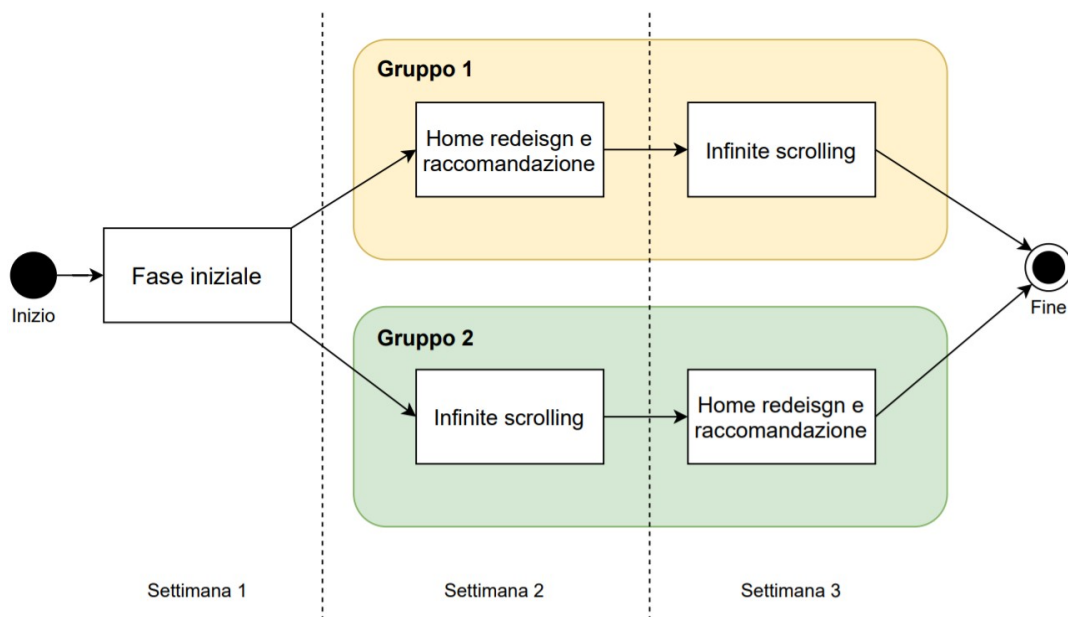 Gruppo 1
Home redeisgn e
raccomandazione
Infinite scrolling
Fase iniziale
Inizio
Fine
Gruppo 2
Infinite scrolling
Home redeisgn e
raccomandazione
Settimana 1
Settimana 2
Settimana 3